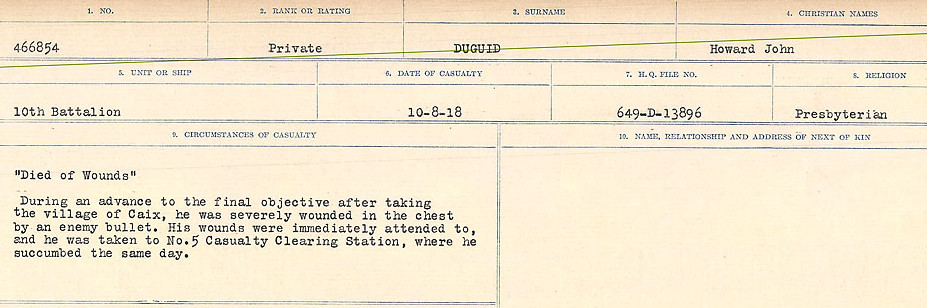 1. NO. 2. RANK OR RATING 3. SURNAME 4. CHRISTIAN NAMES
466854 Private DUGUID Howard John
5. UNIT OR SHIP 6. DATE OF CASUALTY 7. H. Q. FILE NO. 8. RELIGION
10th Battalion 10-8-18 649-D-13896 Presbyterian
9. CIRCUMSTANCES OF CASUALTY 10. NAME, RELATIONSHIP AND ADDRESS OF NEXT OF KIN
"Died of Wounds"
During an advance to the final objective after taking
the village of Caix, he was severely wounded in the chest
by an enemy bullet. His wounds were immediately attended to,
and he was taken to No.5 Casualty Clearing Station, where he
succumbed the same day.